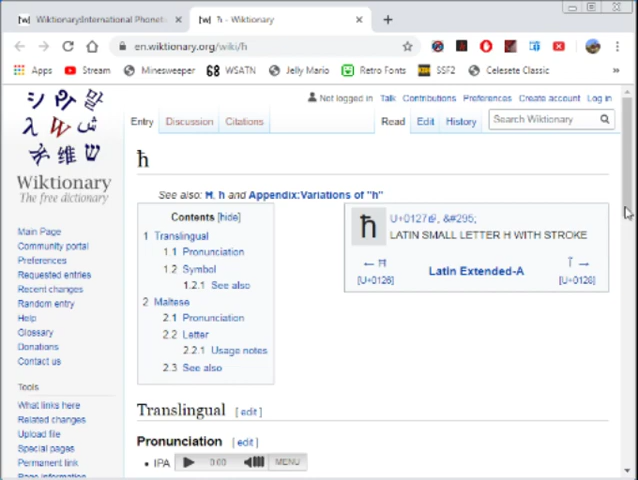 Wiktionary:International Phonet
ħ - Wiktionary
en.wiktionary.org/wiki/ħ
Apps Stream Minesweeper 68 WSATN Jelly Mario Retro Fonts SSF2 Celesete Classic »
Not logged in Talk Contributions Preferences Create account Log in
Entry Discussion Citations Read Edit History Search Wiktionary
Wiktionary
The free dictionary
Main Page
Community portal
Preferences
Requested entries
Recent changes
Random entry
Help
Glossary
Donations
Contact us
Tools
What links here
Related changes
Upload file
Special pages
Permanent link
Page information
ħ
See also: Ħ, h and Appendix:Variations of "h"
Contents [hide]
1 Translingual
1.1 Pronunciation
1.2 Symbol
1.2.1 See also
2 Maltese
2.1 Pronunciation
2.2 Letter
2.2.1 Usage notes
2.3 See also
ħ
U+0127, &#295;
LATIN SMALL LETTER H WITH STROKE
← Ħ
[U+0126]
Latin Extended-A
Ĩ →
[U+0128]
Translingual [ edit ]
Pronunciation [ edit ]
• IPA 0:00 MENU